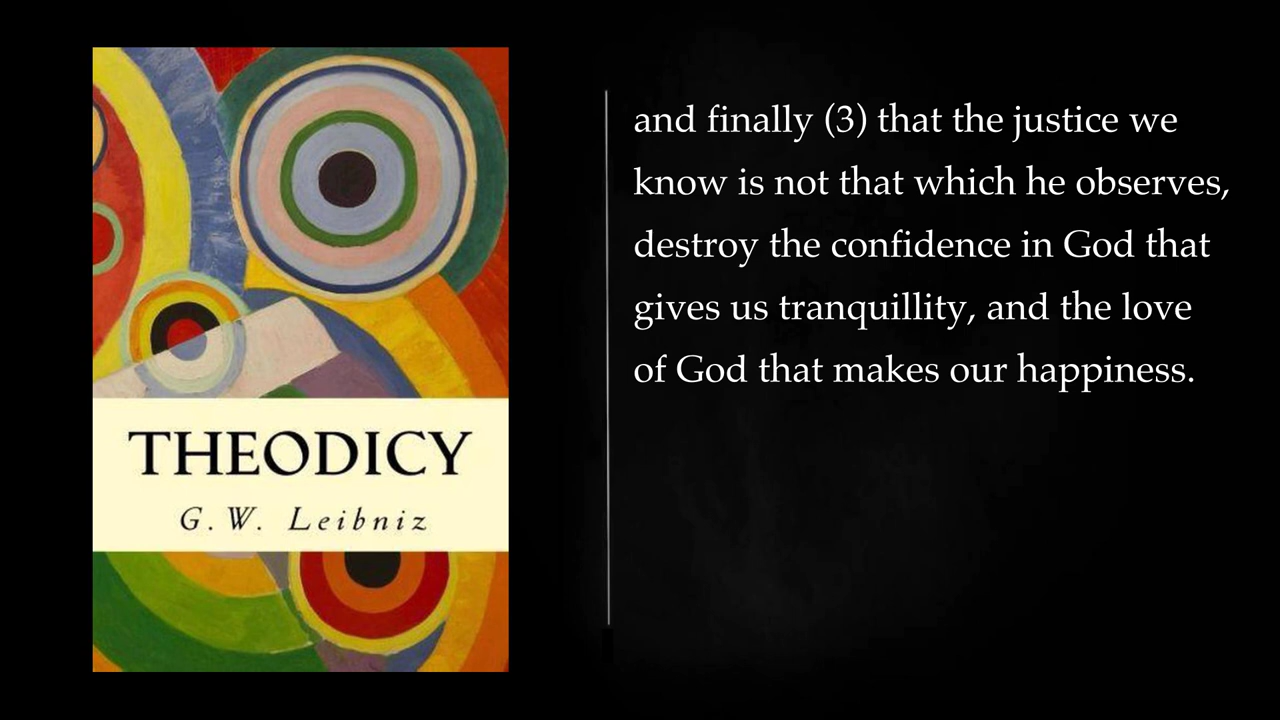 THEODICY
G. W. Leibniz
and finally (3) that the justice we
know is not that which he observes,
destroy the confidence in God that
gives us tranquillity, and the love
of God that makes our happiness.